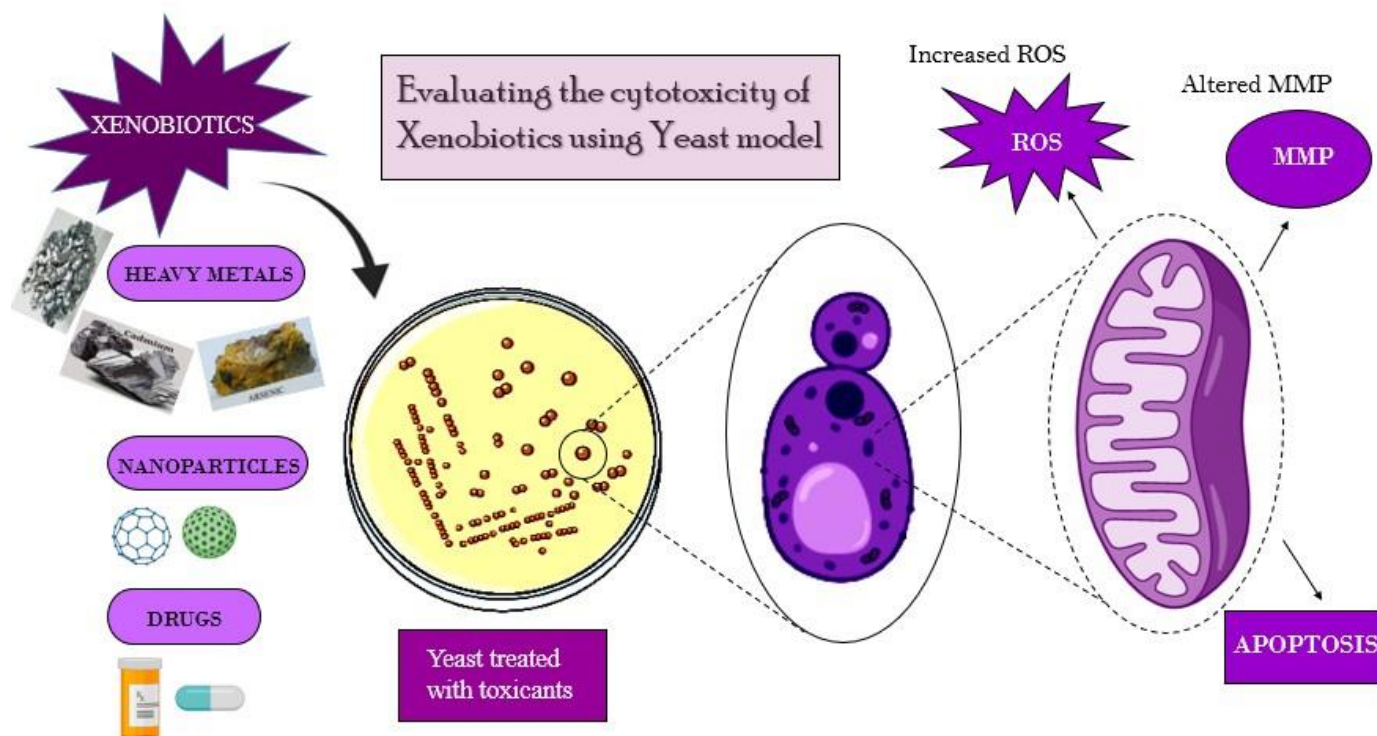 XENOBIOTICS
Evaluating the cytotoxicity of
Xenobiotics using Yeast model
Increased ROS
ROS
Altered MMP
MMP
HEAVY METALS
Cadmium
ARSENIC
NANOPARTICLES
DRUGS
Yeast treated
with toxicants
APOPTOSIS